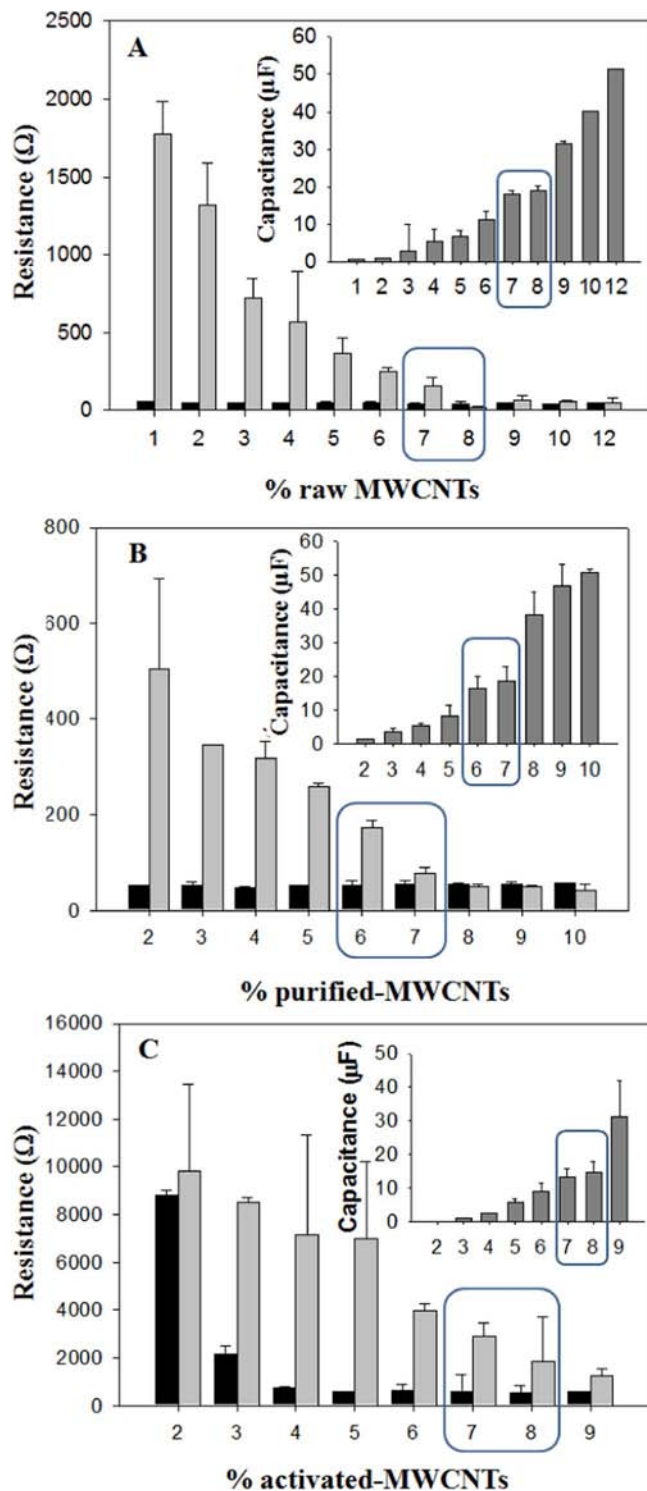 A
Resistance (Ω)
2500
2000
1500
1000
500
0
Capacitance (µF)
60
50
40
30
20
10
0
1 2 3 4 5 6 7 8 9 10 12
1 2 3 4 5 6 7 8 9 10 12
% raw MWCNTs
B
Resistance (Ω)
800
600
400
200
0
Capacitance (µF)
60
50
40
30
20
10
0
2 3 4 5 6 7 8 9 10
2 3 4 5 6 7 8 9 10
% purified-MWCNTs
C
Resistance (Ω)
16000
14000
12000
10000
8000
6000
4000
2000
0
Capacitance (µF)
50
40
30
20
10
0
2 3 4 5 6 7 8 9
2 3 4 5 6 7 8 9
% activated-MWCNTs